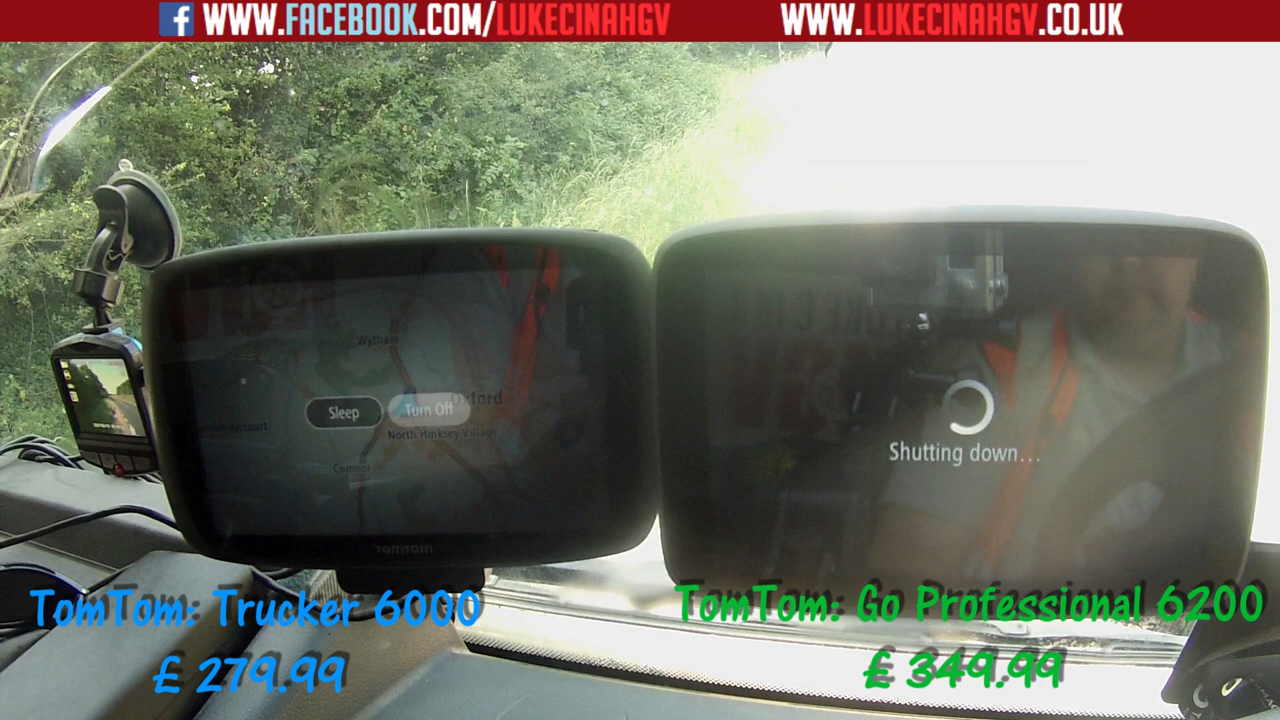 WWW.FACEBOOK.COM/LUKECINAHGV
WWW.LUKECINAHGV.CO.UK
Wytham
Sleep
Turn Off
Oxford
North Hinksey Village
Cumnor
TomTom
Shutting down...
TomTom: Trucker 6000
£ 279.99
TomTom: Go Professional 6200
£ 349.99